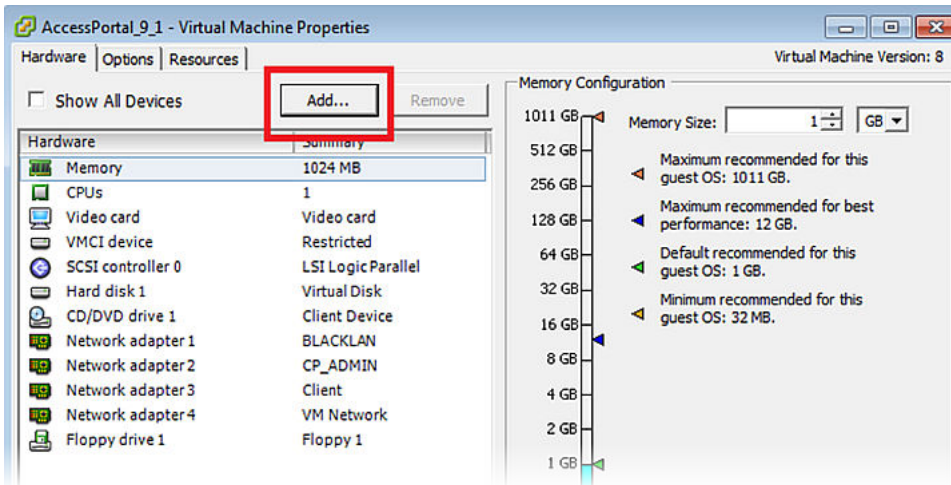 AccessPortal_9_1 - Virtual Machine Properties
Hardware Options Resources
Virtual Machine Version: 8
Show All Devices
Add...
Remove
Hardware Summary
Memory 1024 MB
CPUs 1
Video card Video card
VMCI device Restricted
SCSI controller 0 LSI Logic Parallel
Hard disk 1 Virtual Disk
CD/DVD drive 1 Client Device
Network adapter 1 BLACKLAN
Network adapter 2 CP_ADMIN
Network adapter 3 Client
Network adapter 4 VM Network
Floppy drive 1 Floppy 1
Memory Configuration
1011 GB
512 GB
256 GB
128 GB
64 GB
32 GB
16 GB
8 GB
4 GB
2 GB
1 GB
Memory Size: 1 GB
Maximum recommended for this
guest OS: 1011 GB.
Maximum recommended for best
performance: 12 GB.
Default recommended for this
guest OS: 1 GB.
Minimum recommended for this
guest OS: 32 MB.